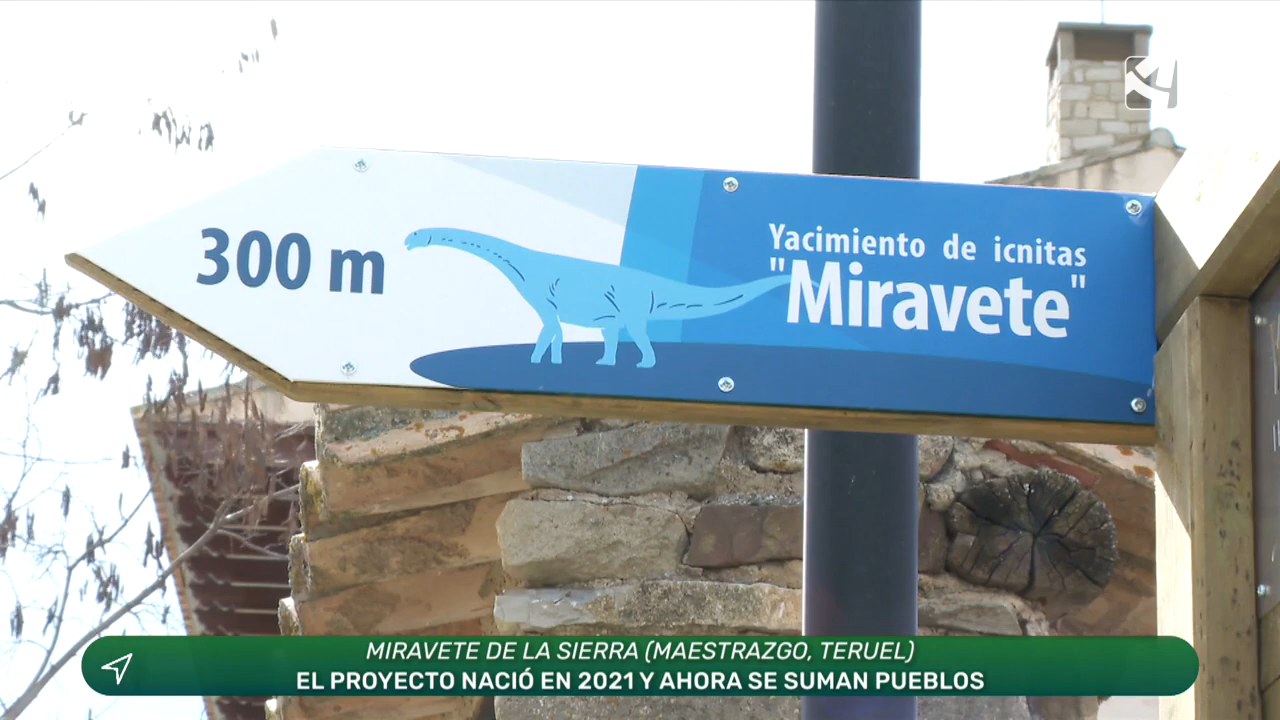 300 m
Yacimiento de icnitas
"Miravete"
MIRAVETE DE LA SIERRA (MAESTRAZGO, TERUEL)
EL PROYECTO NACIÓ EN 2021 Y AHORA SE SUMAN PUEBLOS